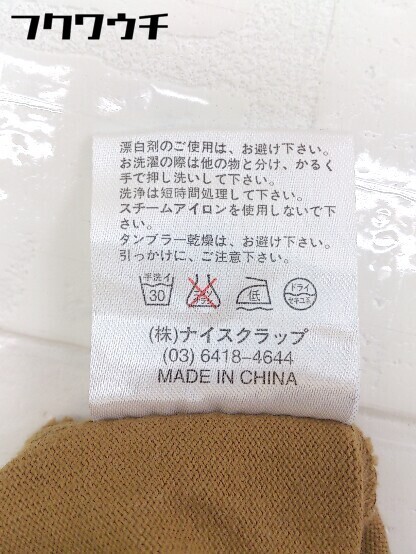 フクワウチ
漂白剤のご使用は、お避け下さい。
お洗濯の際は他の物と分け、かるく
手で押し洗いして下さい。
洗浄は短時間処理して下さい。
スチームアイロンを使用しないで下
さい。
タンブラー乾燥は、お避け下さい。
引っかけに、ご注意下さい。
手洗イ 30 低 ドライ セキユ系
(株)ナイスクラップ
(03) 6418-4644
MADE IN CHINA